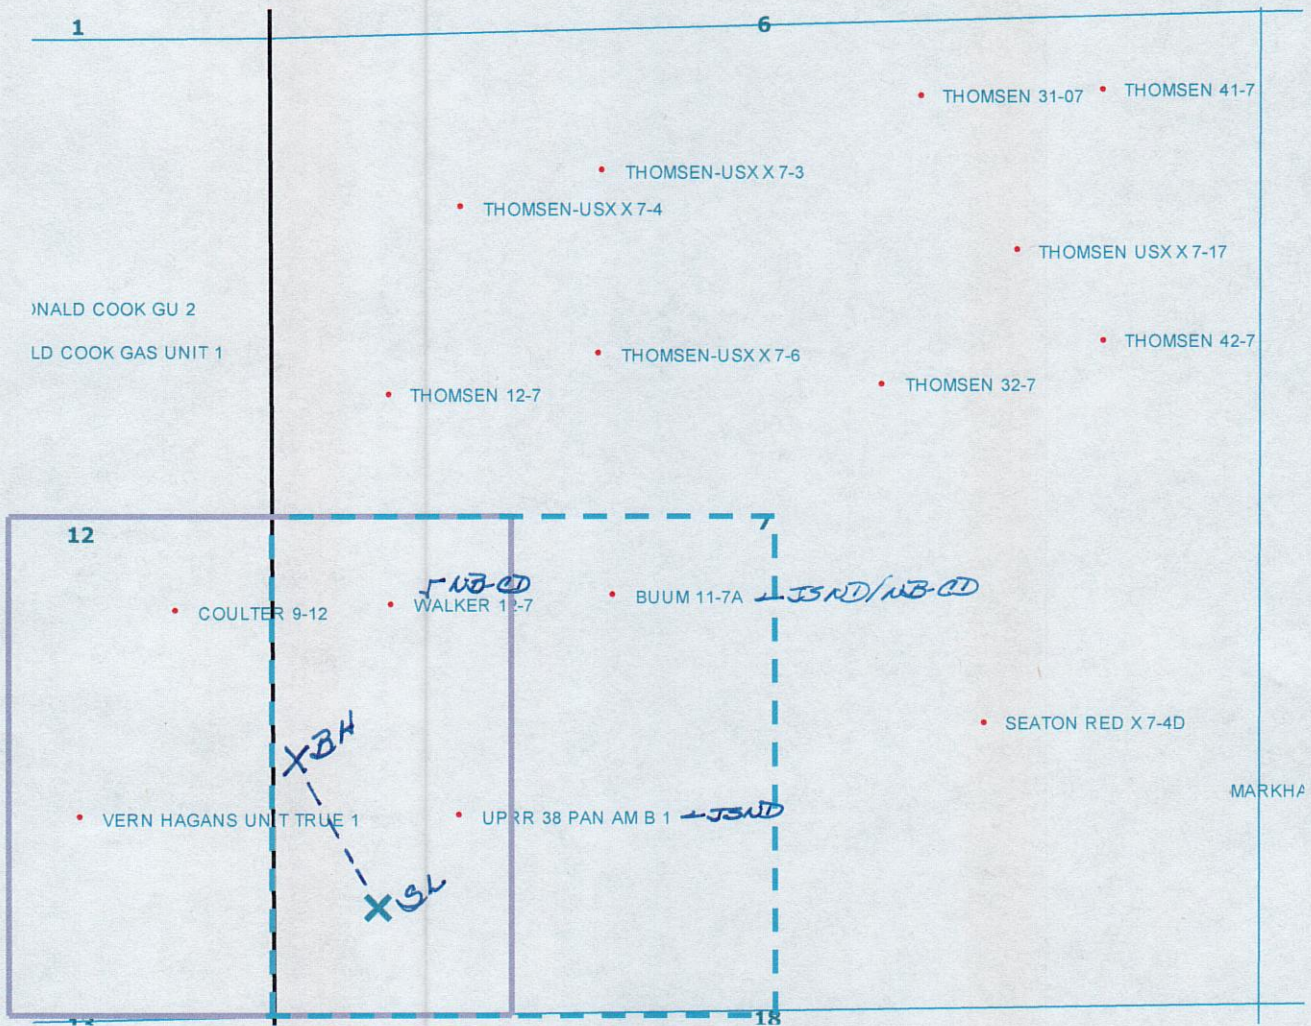 1
6
THOMSEN 31-07
THOMSEN 41-7
THOMSEN-USX X 7-3
THOMSEN-USX X 7-4
THOMSEN USX X 7-17
ONALD COOK GU 2
LD COOK GAS UNIT 1
THOMSEN-USX X 7-6
THOMSEN 42-7
THOMSEN 12-7
THOMSEN 32-7
12
7
NB-CD
COULTER 9-12
WALKER 12-7
BUUM 11-7A
JSND/NB-CD
SEATON RED X 7-4D
BH
MARKHA
VERN HAGANS UNIT TRUE 1
UPRR 38 PAN AM B 1
JSND
SL
13
18